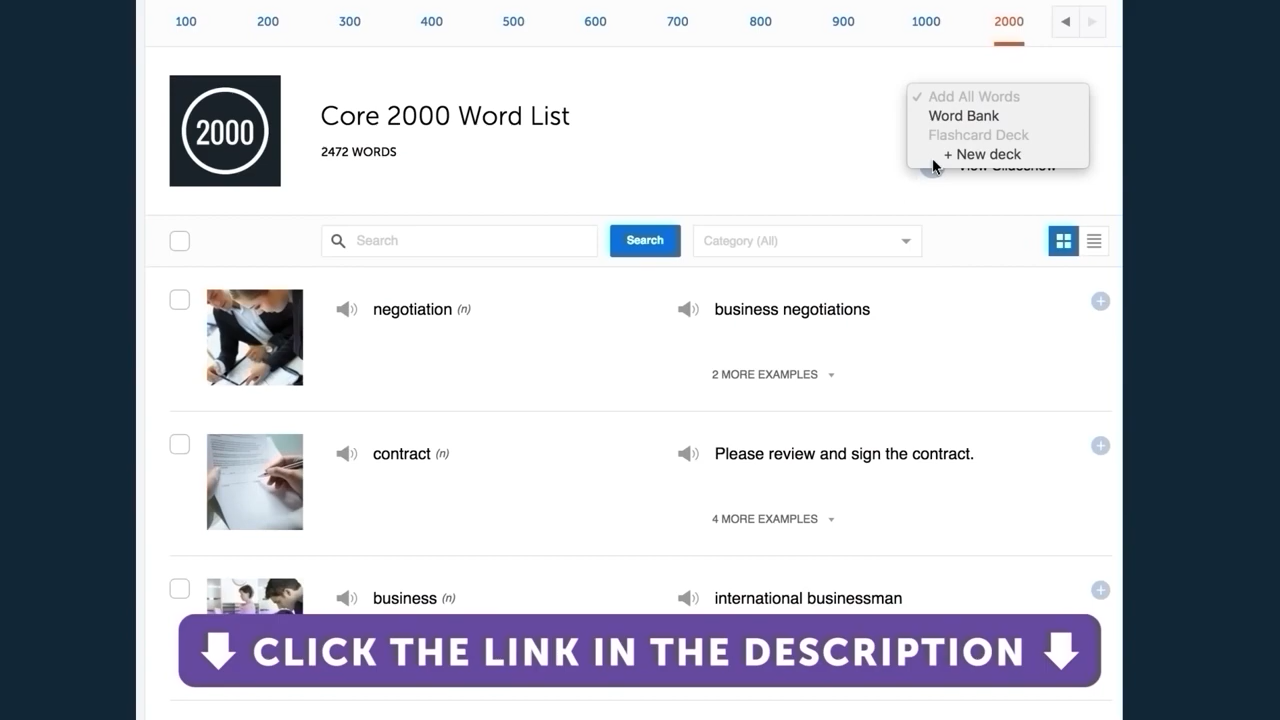 100 200 300 400 500 600 700 800 900 1000 2000
2000
Core 2000 Word List
2472 WORDS
✓ Add All Words
Word Bank
Flashcard Deck
+ New deck
View Slideshow
Search
Search
Category (All)
negotiation (n)
business negotiations
2 MORE EXAMPLES
contract (n)
Please review and sign the contract.
4 MORE EXAMPLES
business (n)
international businessman
CLICK THE LINK IN THE DESCRIPTION